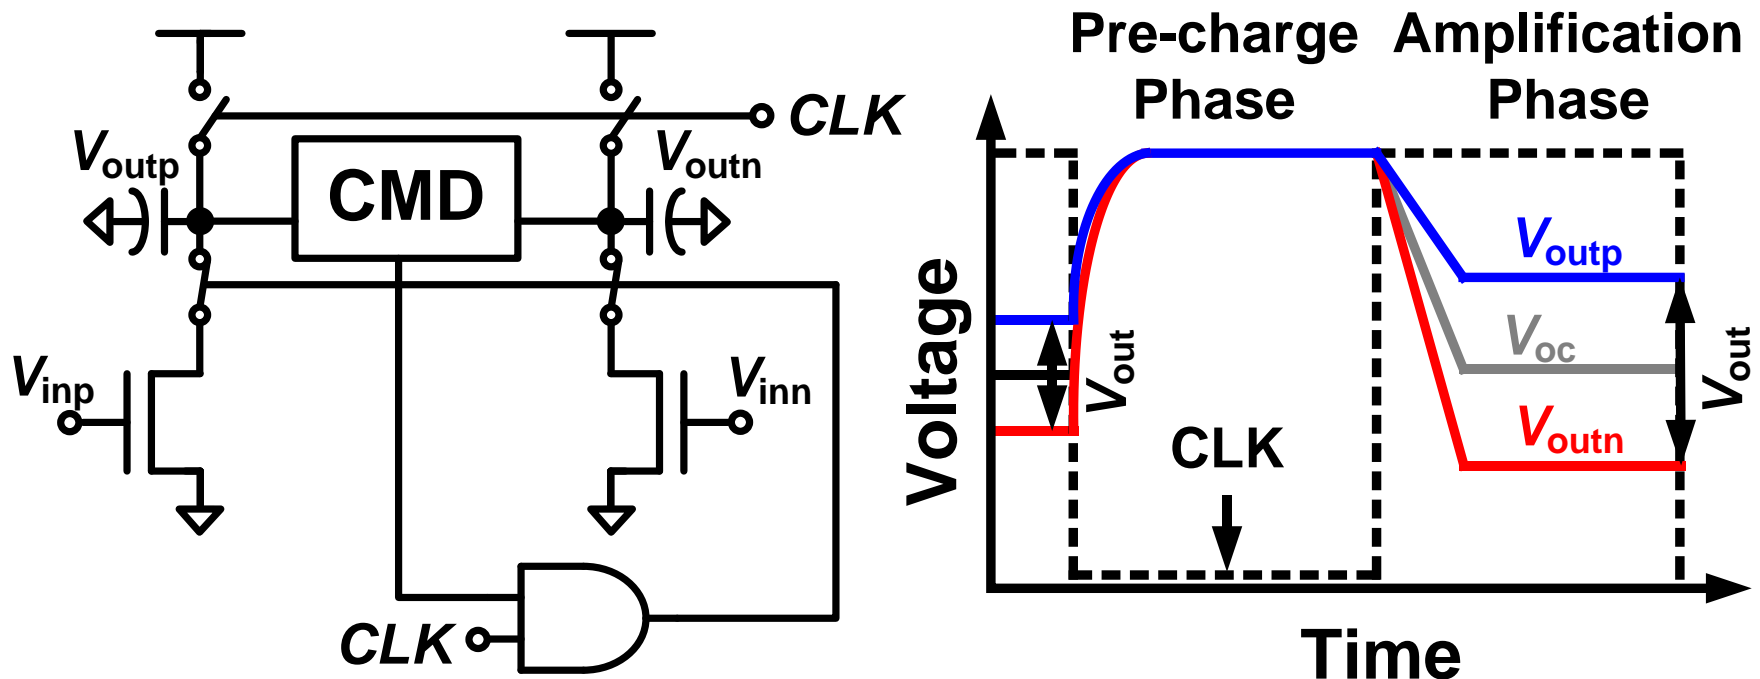 CLK
Voutp
Voutn
CMD
Vinp
Vinn
CLK
Pre-charge
Phase
Amplification
Phase
Voltage
Vout
CLK
Voutp
Voc
Voutn
Vout
Time